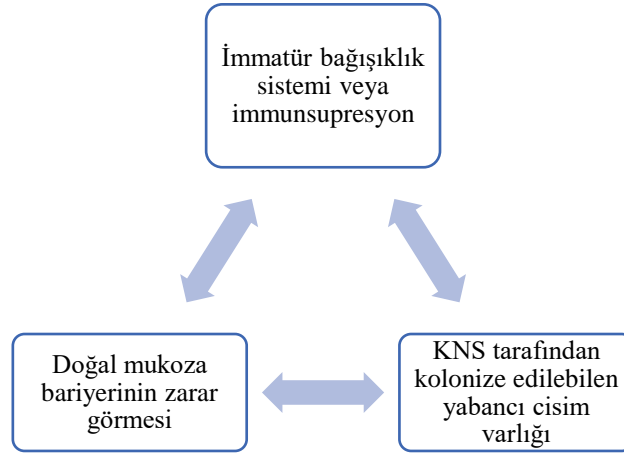 İmmatür bağışıklık
sistemi veya
immunsupresyon
Doğal mukoza
bariyerinin zarar
görmesi
KNS tarafından
kolonize edilebilen
yabancı cisim
varlığı